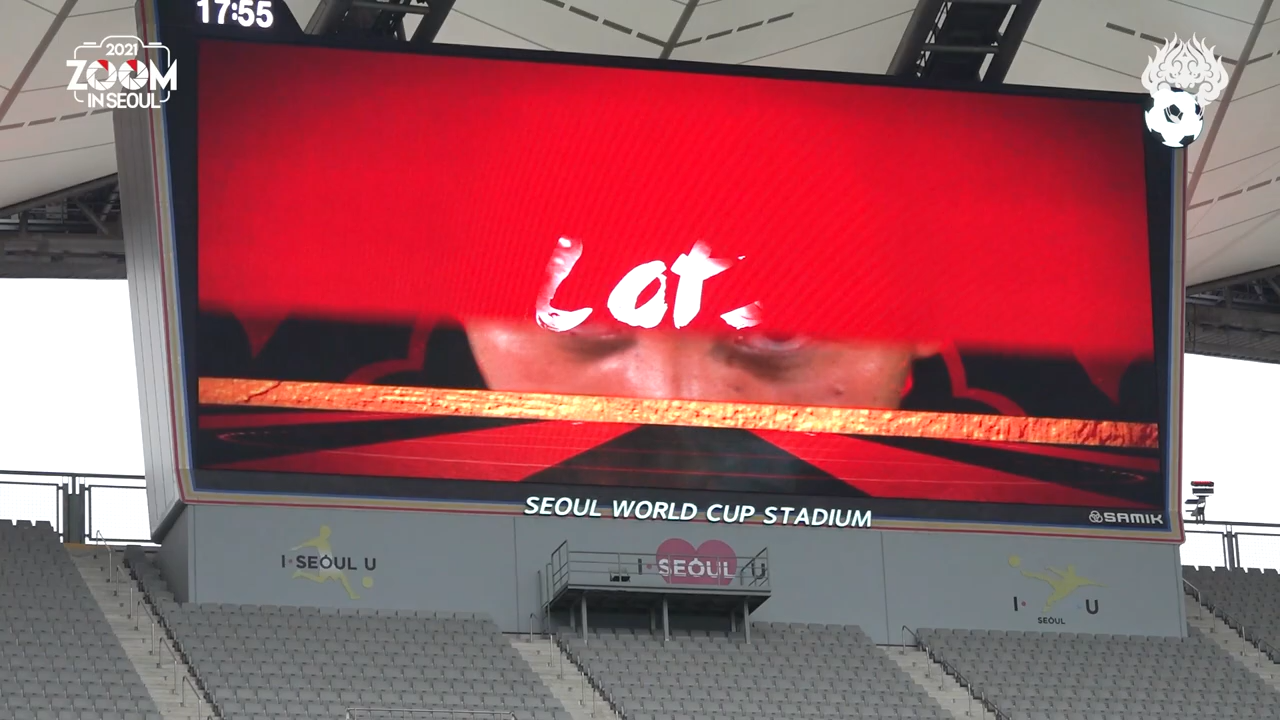 17:55
2021
ZOOM
IN SEOUL
SEOUL WORLD CUP STADIUM
SAMIK
I·SEOUL U
I·SEOUL U
I· U
SEOUL